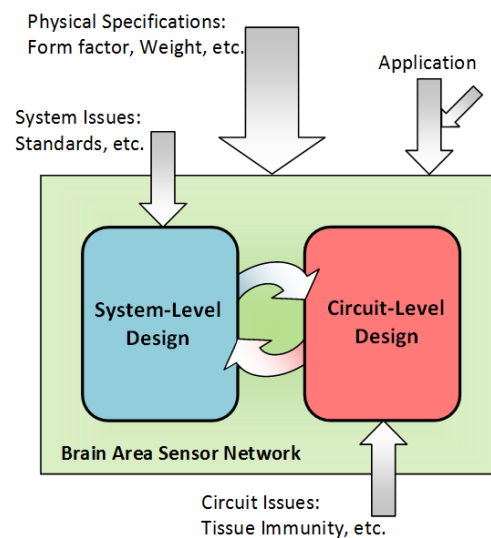 Physical Specifications:
Form factor, Weight, etc.
Application
System Issues:
Standards, etc.
System-Level
Design
Circuit-Level
Design
Brain Area Sensor Network
Circuit Issues:
Tissue Immunity, etc.